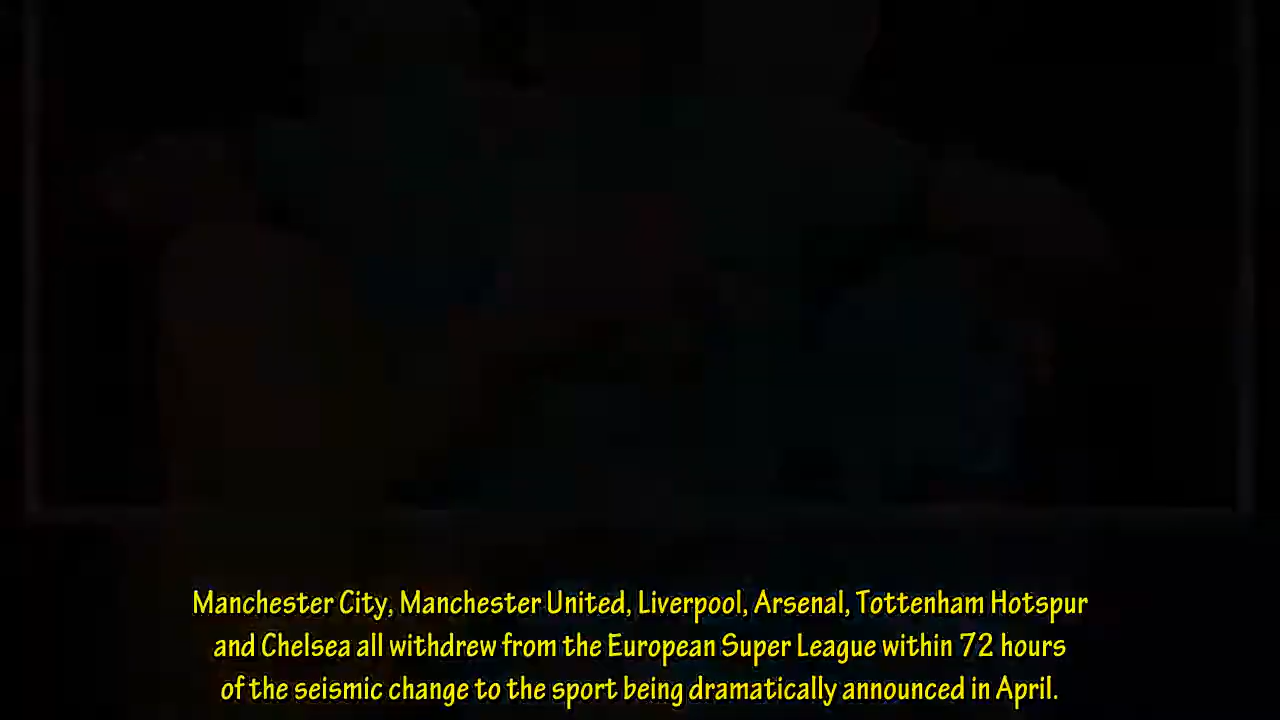 Manchester City, Manchester United, Liverpool, Arsenal, Tottenham Hotspur
and Chelsea all withdrew from the European Super League within 72 hours
of the seismic change to the sport being dramatically announced in April.